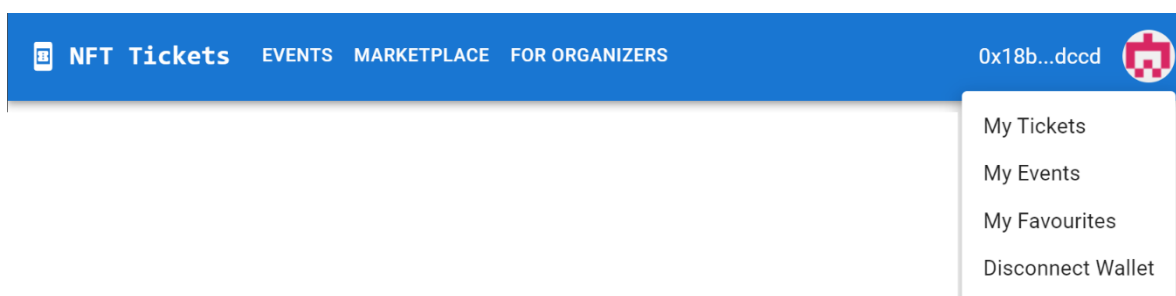 NFT Tickets EVENTS MARKETPLACE FOR ORGANIZERS 0x18b...dccd
My Tickets
My Events
My Favourites
Disconnect Wallet